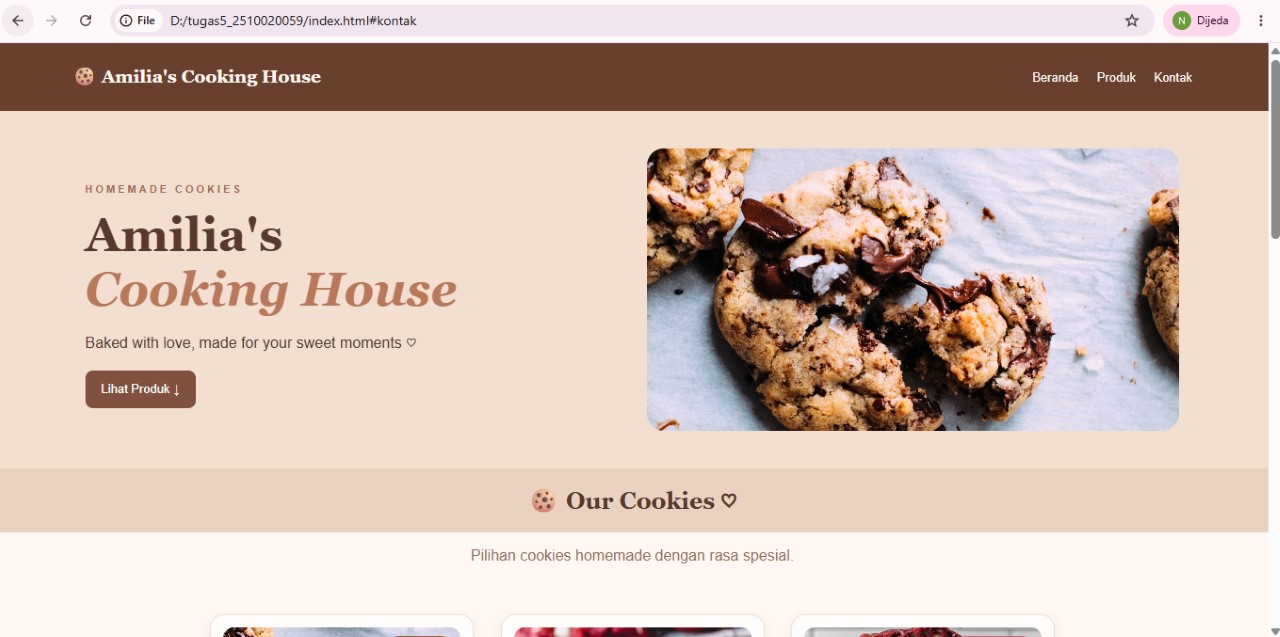 File D:/tugas5_2510020059/index.html#kontak N Dijeda
🍪 Amilia's Cooking House
Beranda Produk Kontak
HOMEMADE COOKIES
Amilia's
Cooking House
Baked with love, made for your sweet moments ♡
Lihat Produk ↓
🍪 Our Cookies ♡
Pilihan cookies homemade dengan rasa spesial.